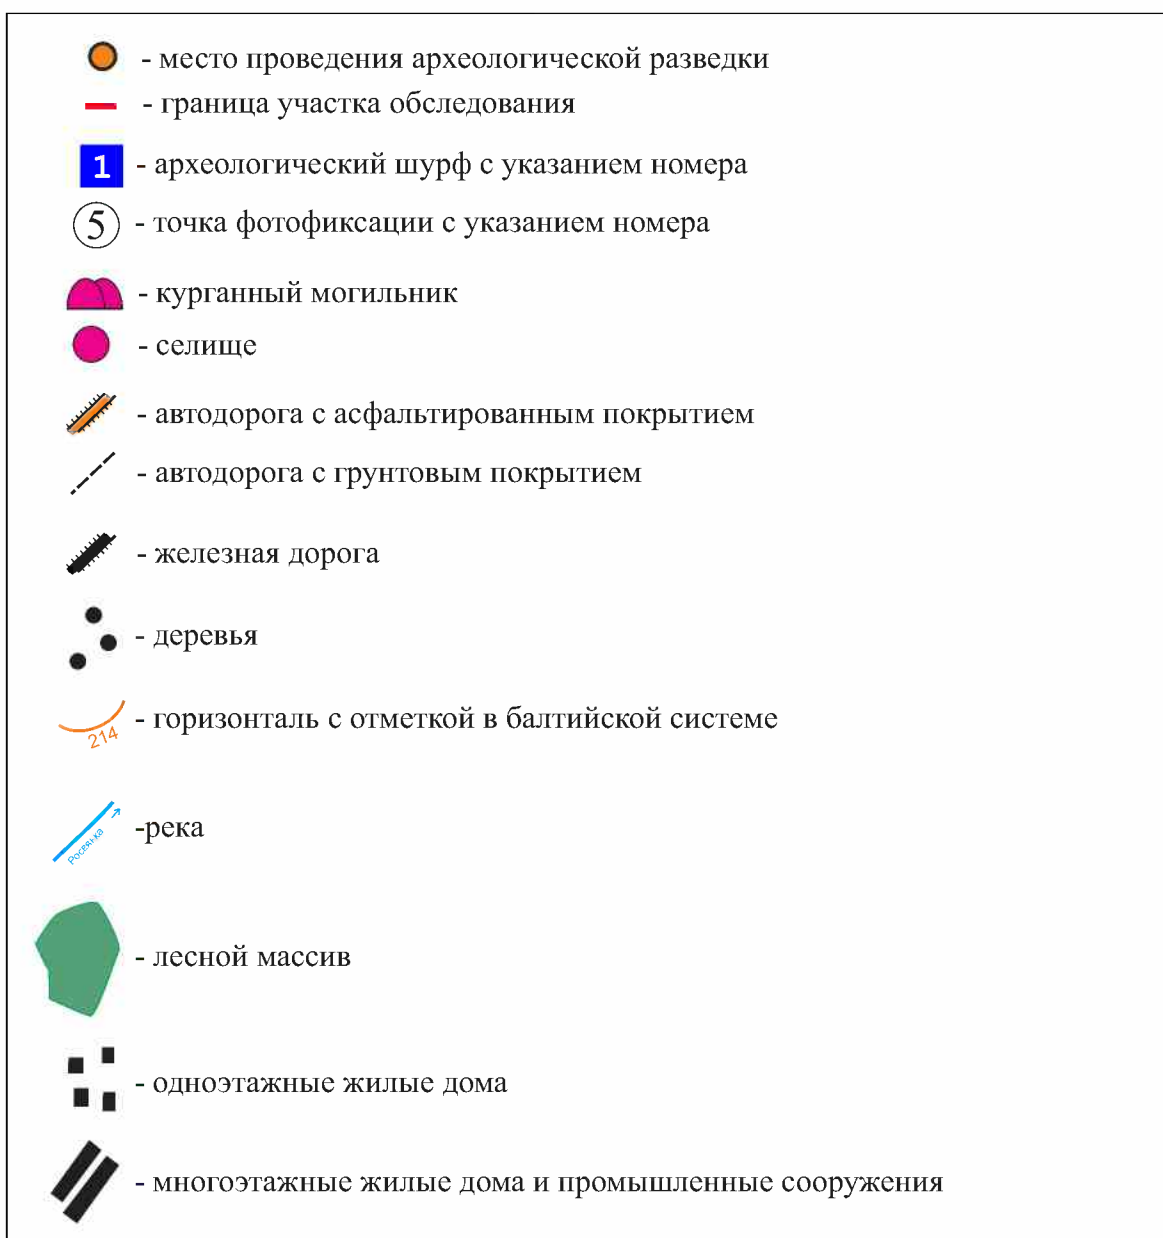 - место проведения археологической разведки
- граница участка обследования
1 - археологический шурф с указанием номера
5 - точка фотофиксации с указанием номера
- курганный могильник
- селище
- автодорога с асфальтированным покрытием
- автодорога с грунтовым покрытием
- железная дорога
- деревья
- горизонталь с отметкой в балтийской системе
214
-река
- лесной массив
- одноэтажные жилые дома
- многоэтажные жилые дома и промышленные сооружения